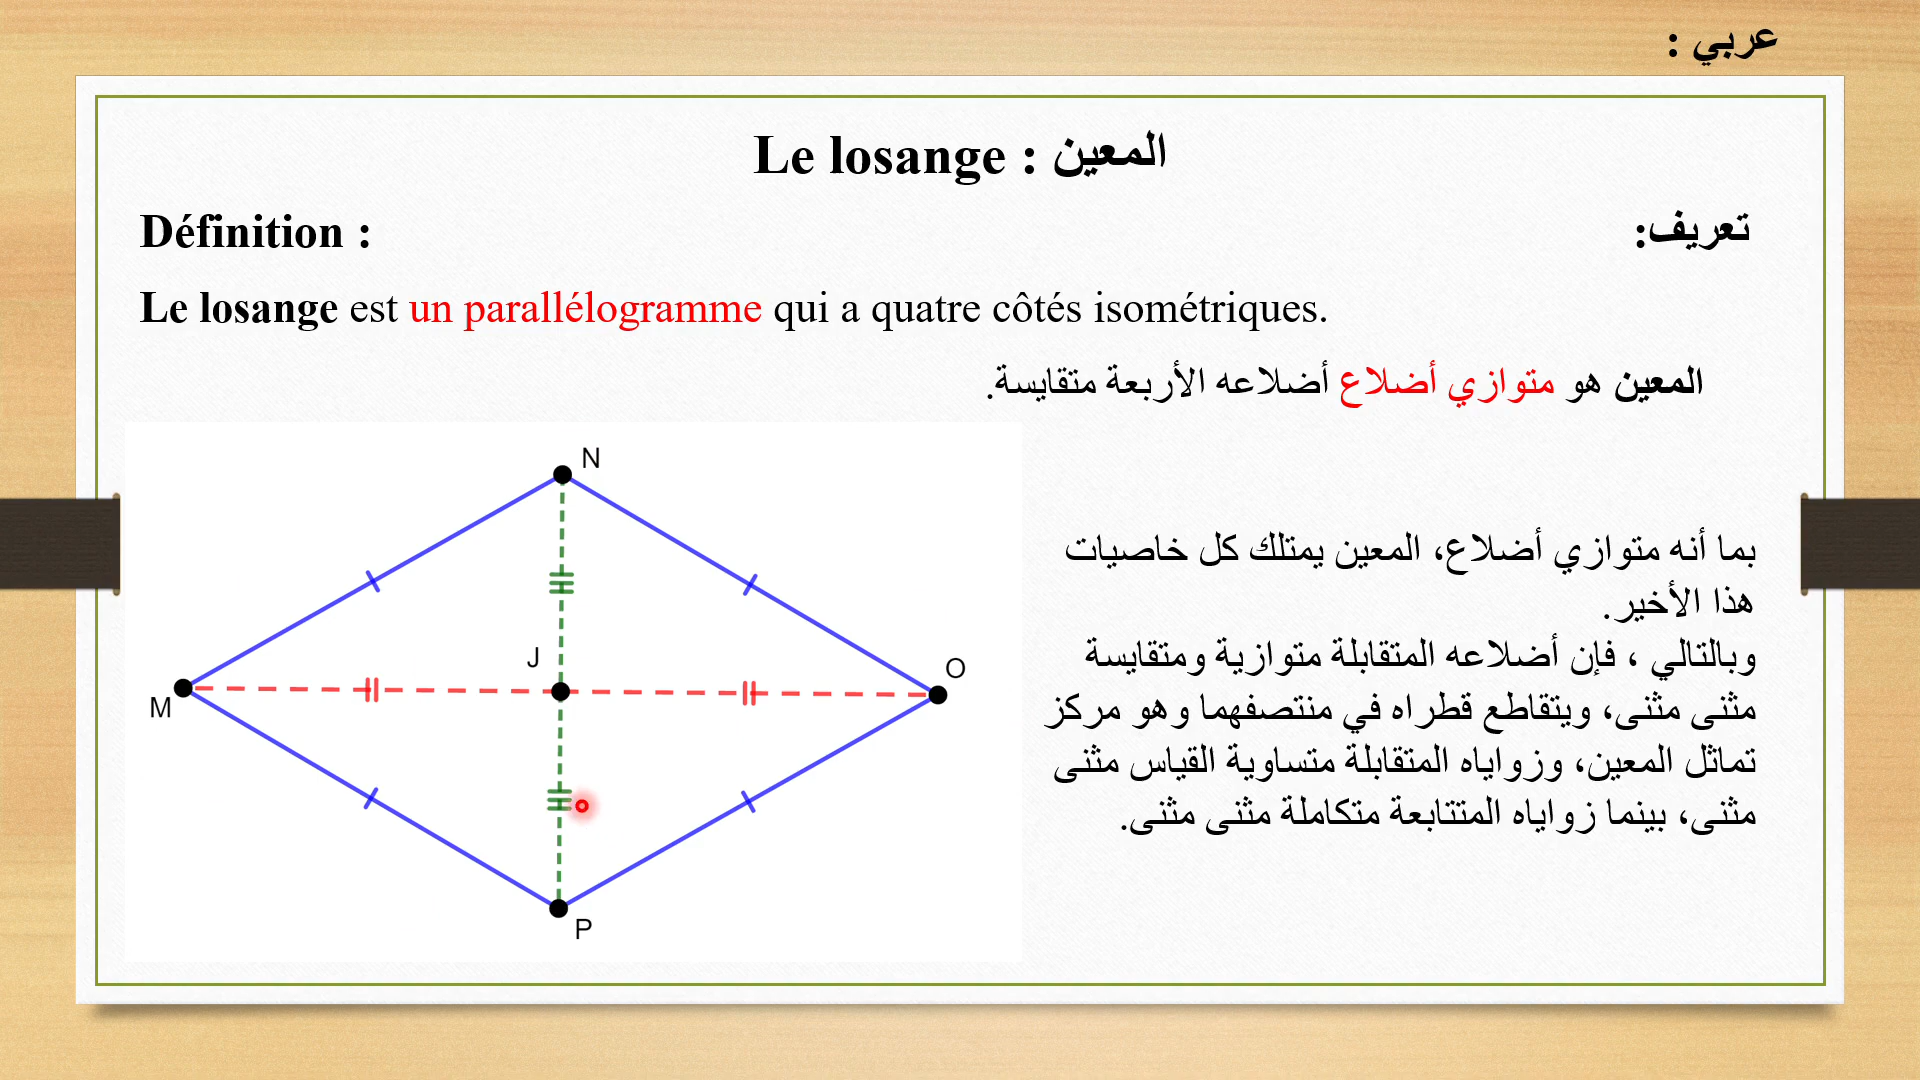 عربي :
Le losange : المعين
Définition :
تعريف:
Le losange est un parallélogramme qui a quatre côtés isométriques.
المعين هو متوازي أضلاع أضلاعه الأربعة متقايسة.
N
J
O
M
P
بما أنه متوازي أضلاع، المعين يمتلك كل خاصيات
هذا الأخير.
وبالتالي ، فإن أضلاعه المتقابلة متوازية ومتقايسة
مثنى مثنى، ويتقاطع قطراه في منتصفهما وهو مركز
تماثل المعين، وزواياه المتقابلة متساوية القياس مثنى
مثنى، بينما زواياه المتتابعة متكاملة مثنى مثنى.